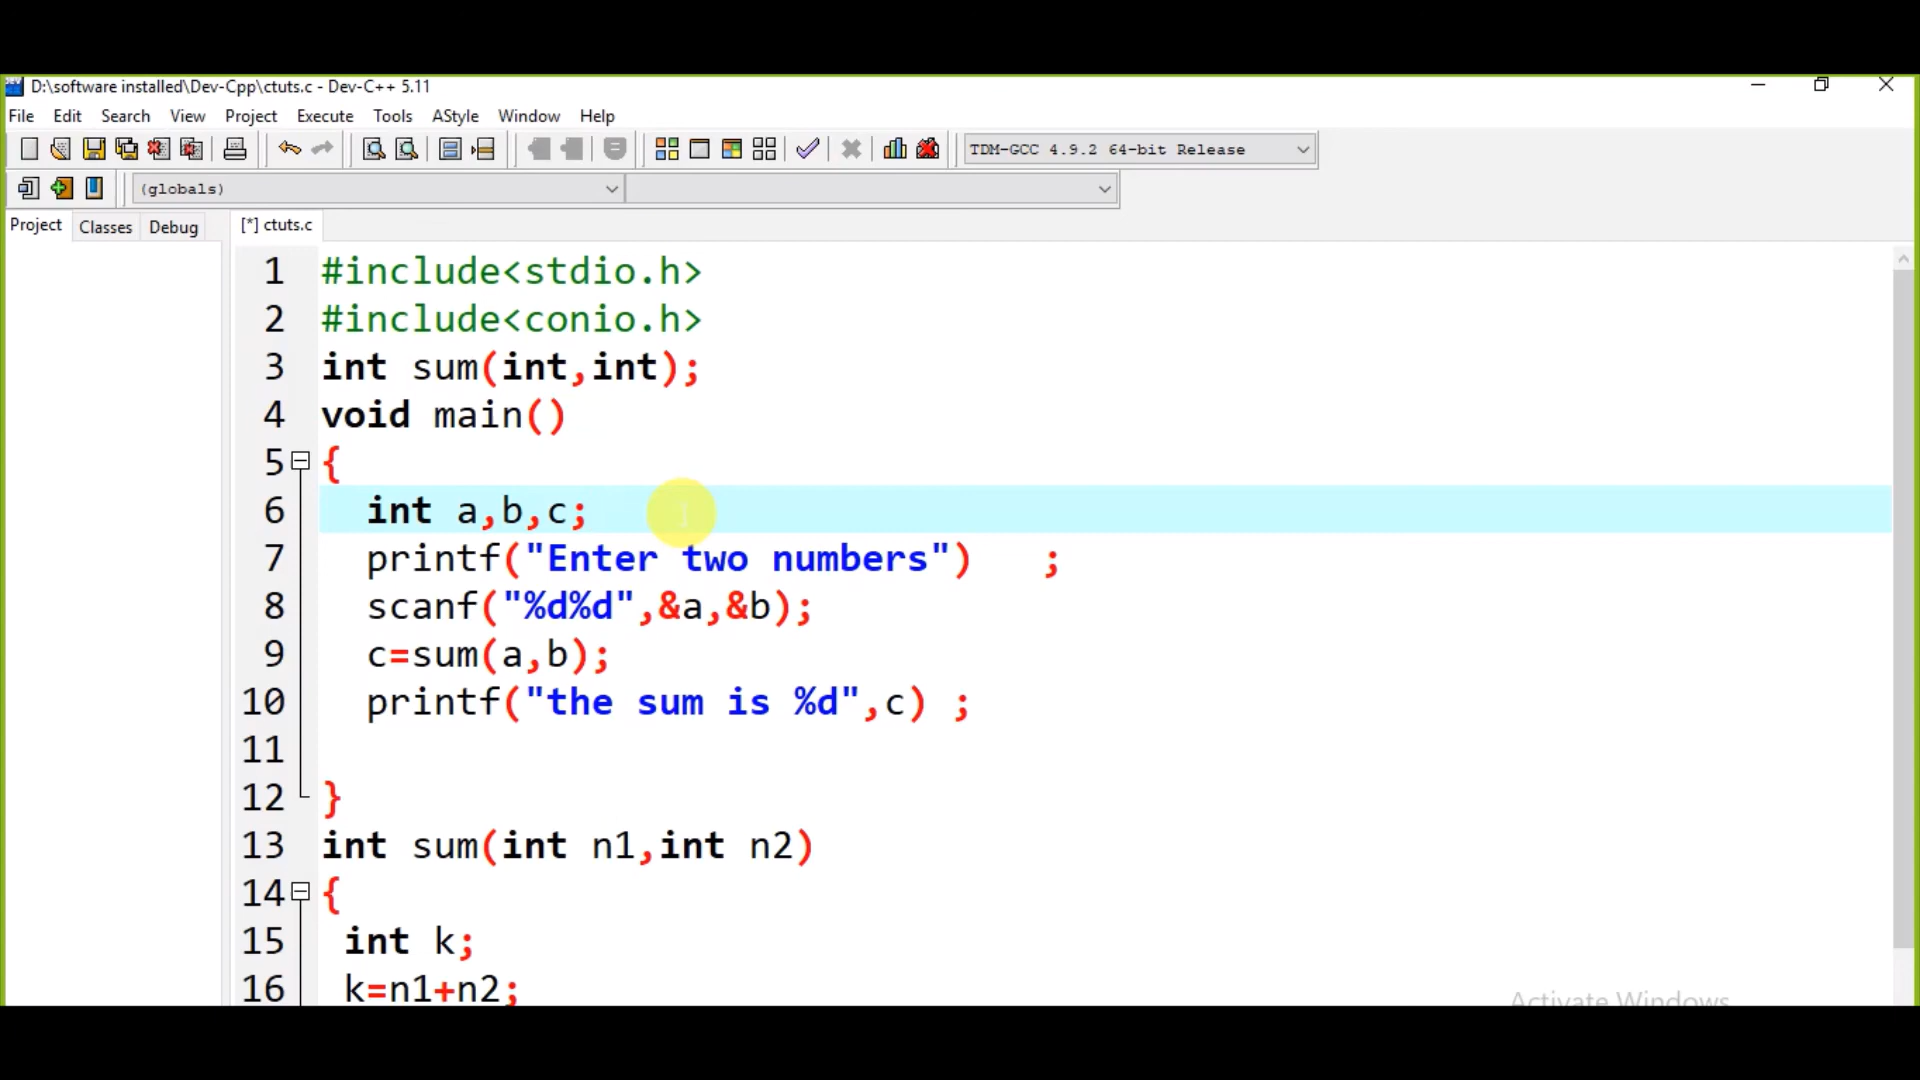 D:\software installed\Dev-Cpp\ctuts.c - Dev-C++ 5.11
File Edit Search View Project Execute Tools AStyle Window Help
TDM-GCC 4.9.2 64-bit Release
(globals)
Project Classes Debug [*] ctuts.c
1 #include<stdio.h>
2 #include<conio.h>
3 int sum(int,int);
4 void main()
5 {
6 int a,b,c;
7 printf("Enter two numbers") ;
8 scanf("%d%d",&a,&b);
9 c=sum(a,b);
10 printf("the sum is %d",c) ;
11
12 }
13 int sum(int n1,int n2)
14 {
15 int k;
16 k=n1+n2;
Activate Windows